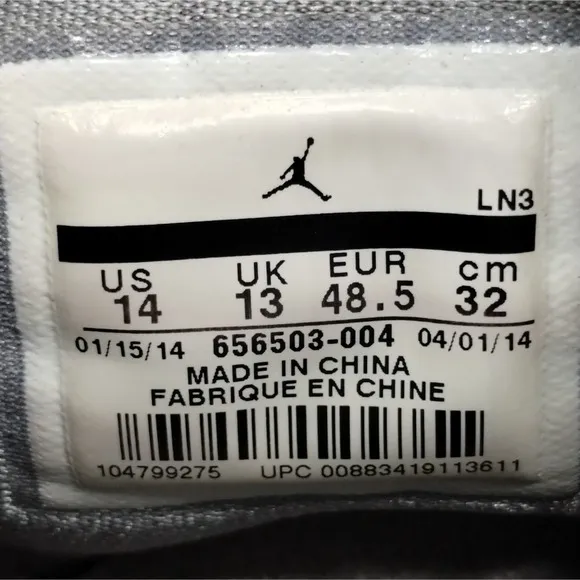 LN3
US UK EUR cm
14 13 48.5 32
01/15/14 656503-004 04/01/14
MADE IN CHINA
FABRIQUE EN CHINE
104799275 UPC 00883419113611